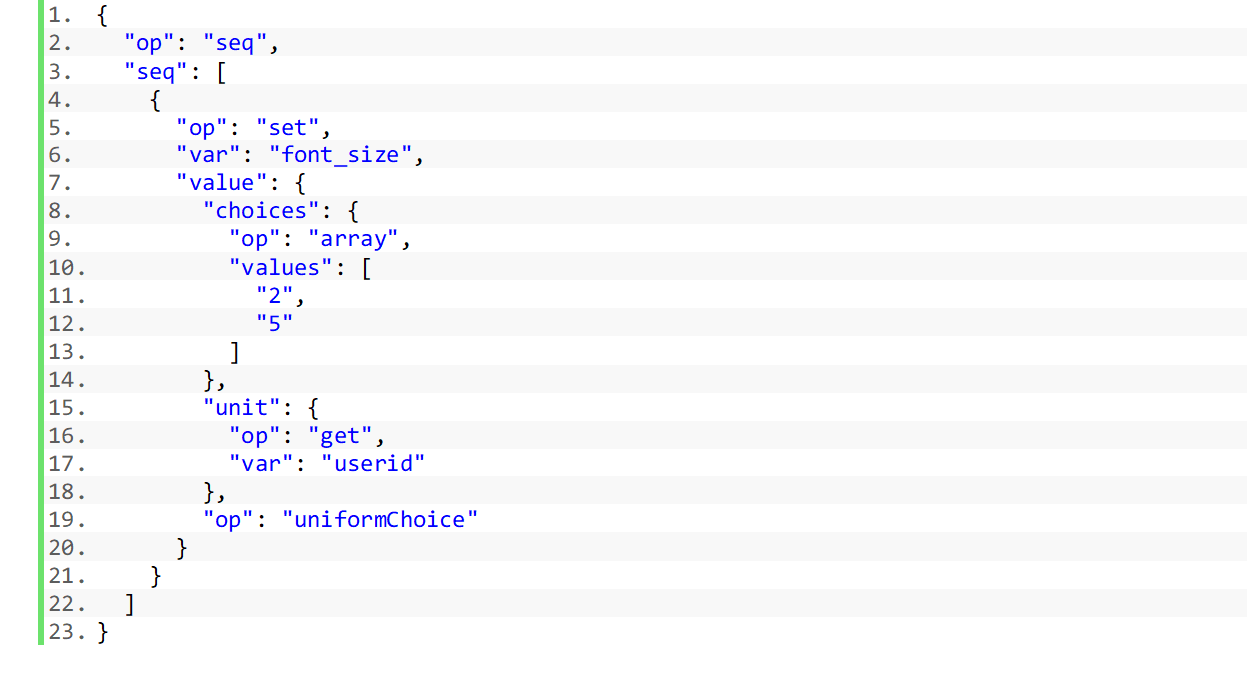 1. {
2.   "op": "seq",
3.   "seq": [
4.     {
5.       "op": "set",
6.       "var": "font_size",
7.       "value": {
8.         "choices": {
9.           "op": "array",
10.           "values": [
11.             "2",
12.             "5"
13.           ]
14.         },
15.         "unit": {
16.           "op": "get",
17.           "var": "userid"
18.         },
19.         "op": "uniformChoice"
20.       }
21.     }
22.   ]
23. }